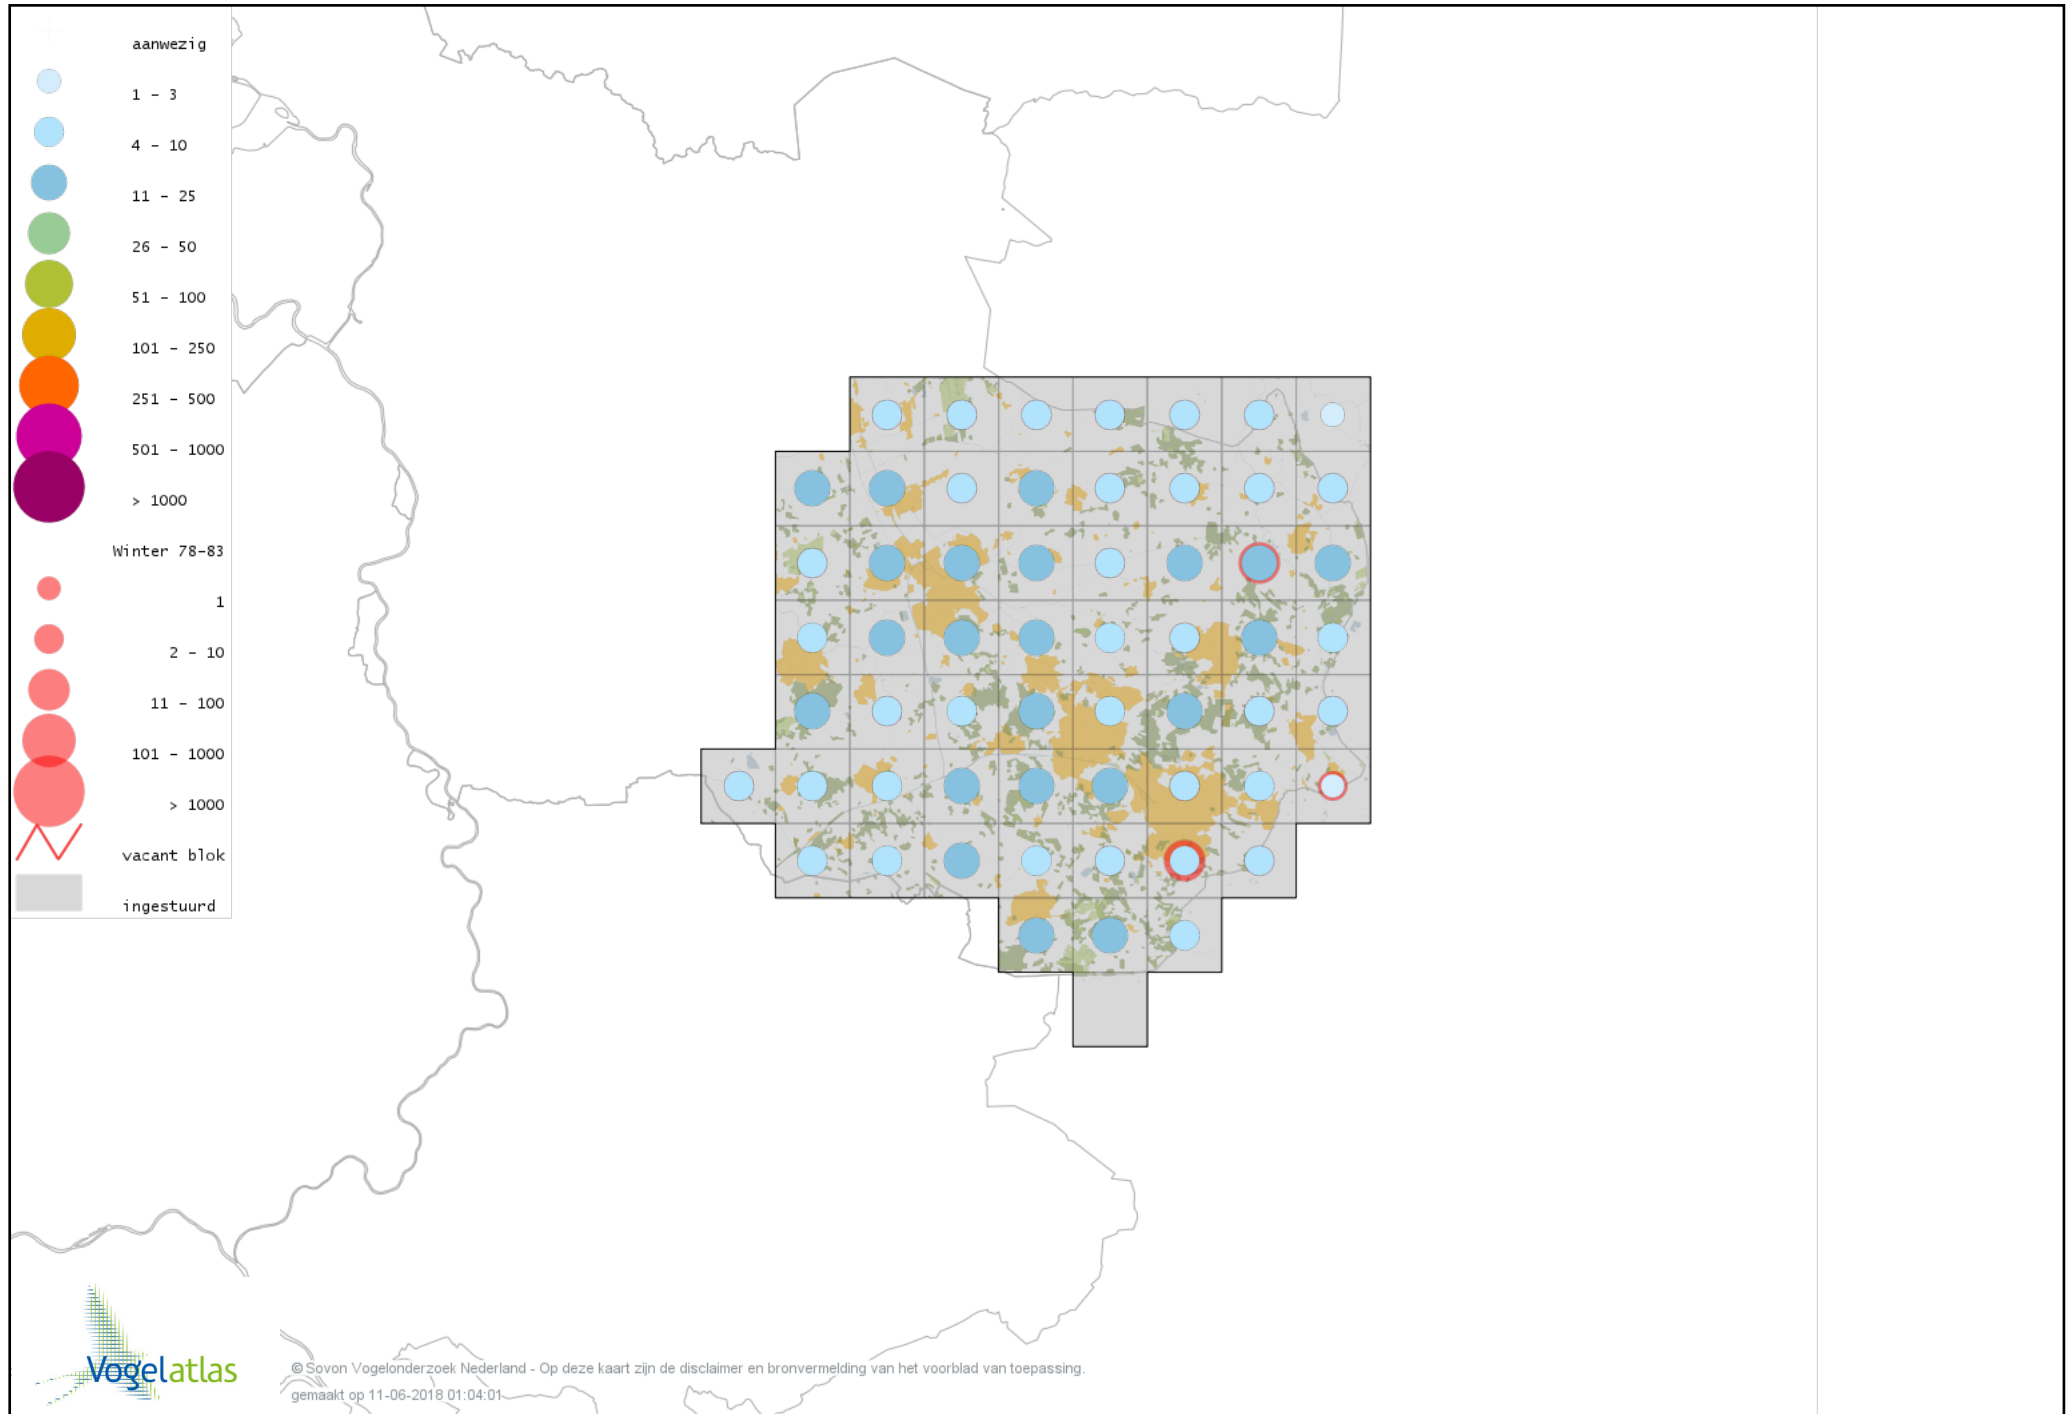 aanwezig
1 – 3
4 – 10
11 – 25
26 – 50
51 – 100
101 – 250
251 – 500
501 – 1000
> 1000
Winter 78-83
1
2 – 10
11 – 100
101 – 1000
> 1000
vacant blok
ingestuurd
Vogelatlas
© Sovon Vogelonderzoek Nederland - Op deze kaart zijn de disclaimer en bronvermelding van het voorblad van toepassing.
gemaakt op 11-06-2018 01:04:01